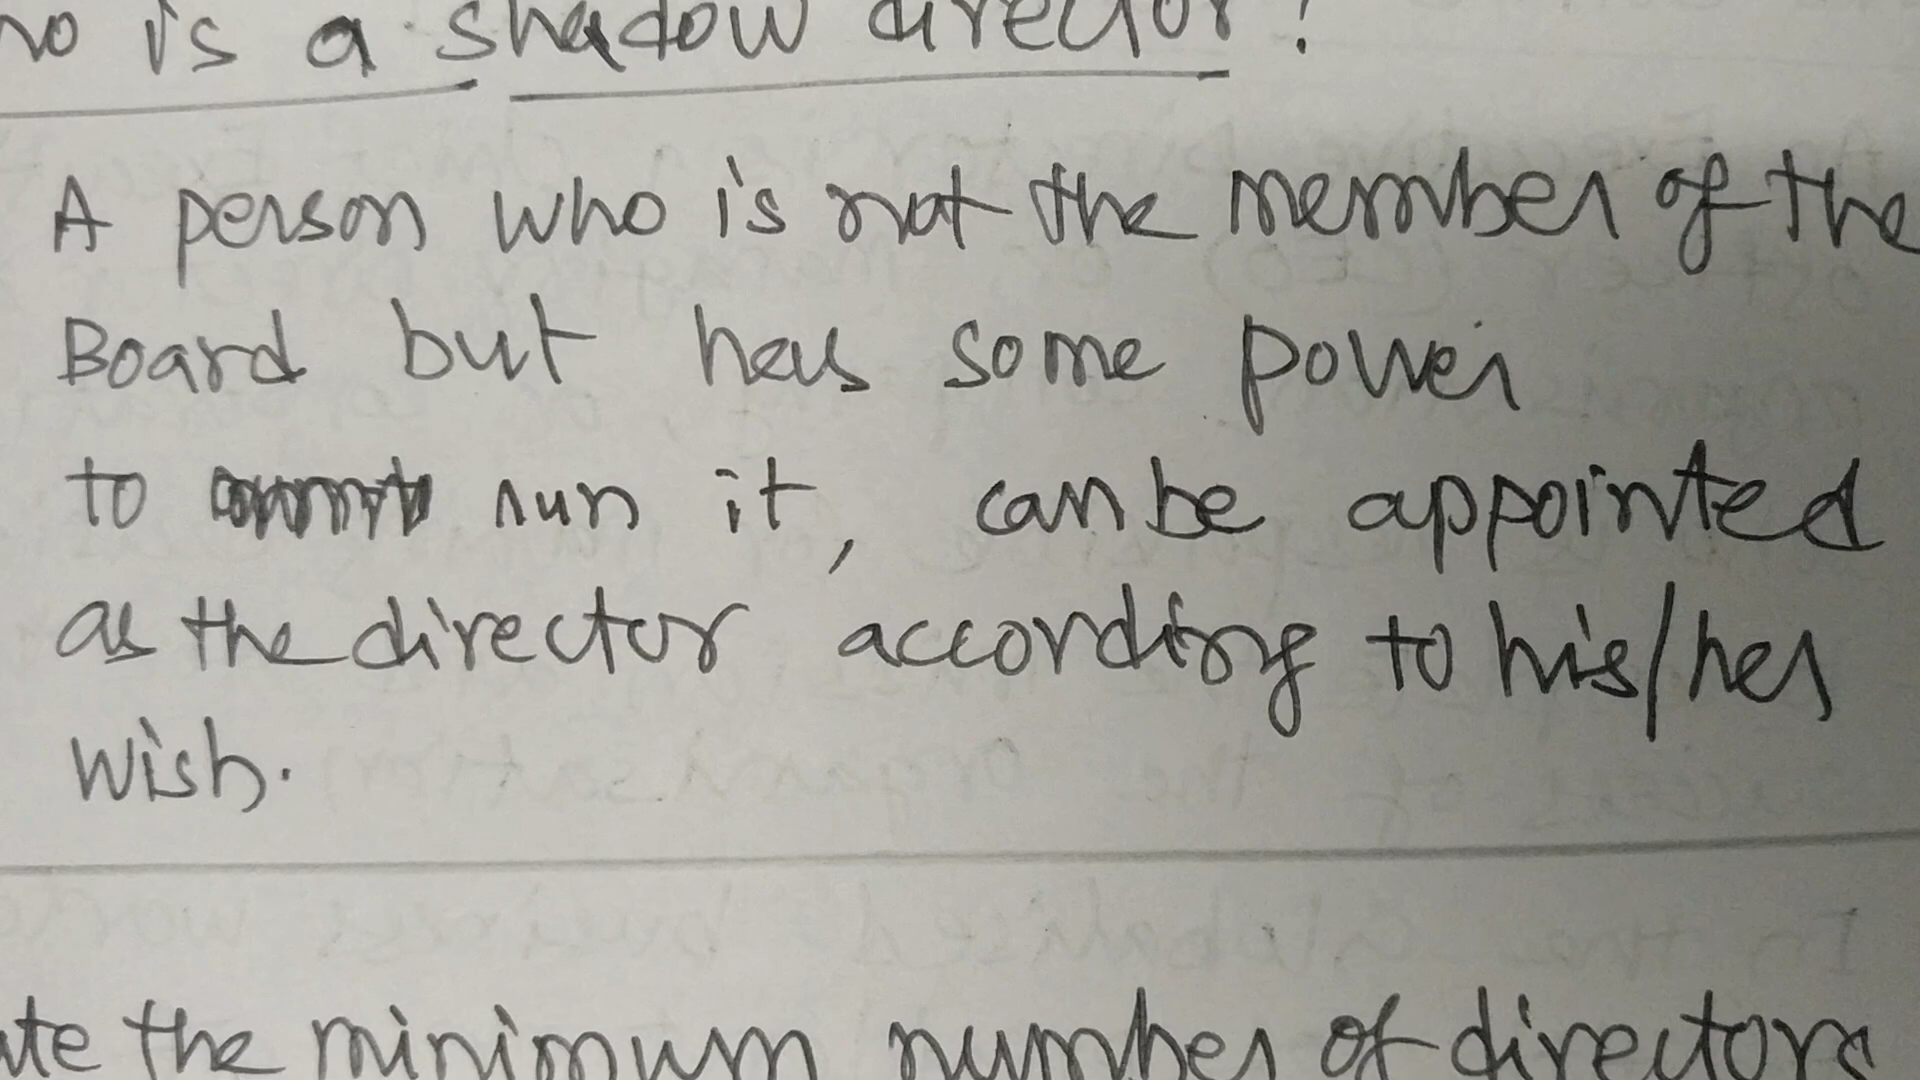 who is a shadow director?
A person who is not the member of the
Board but has some power
to run it, can be appointed
as the director according to his/her
wish.
the minimum number of directors